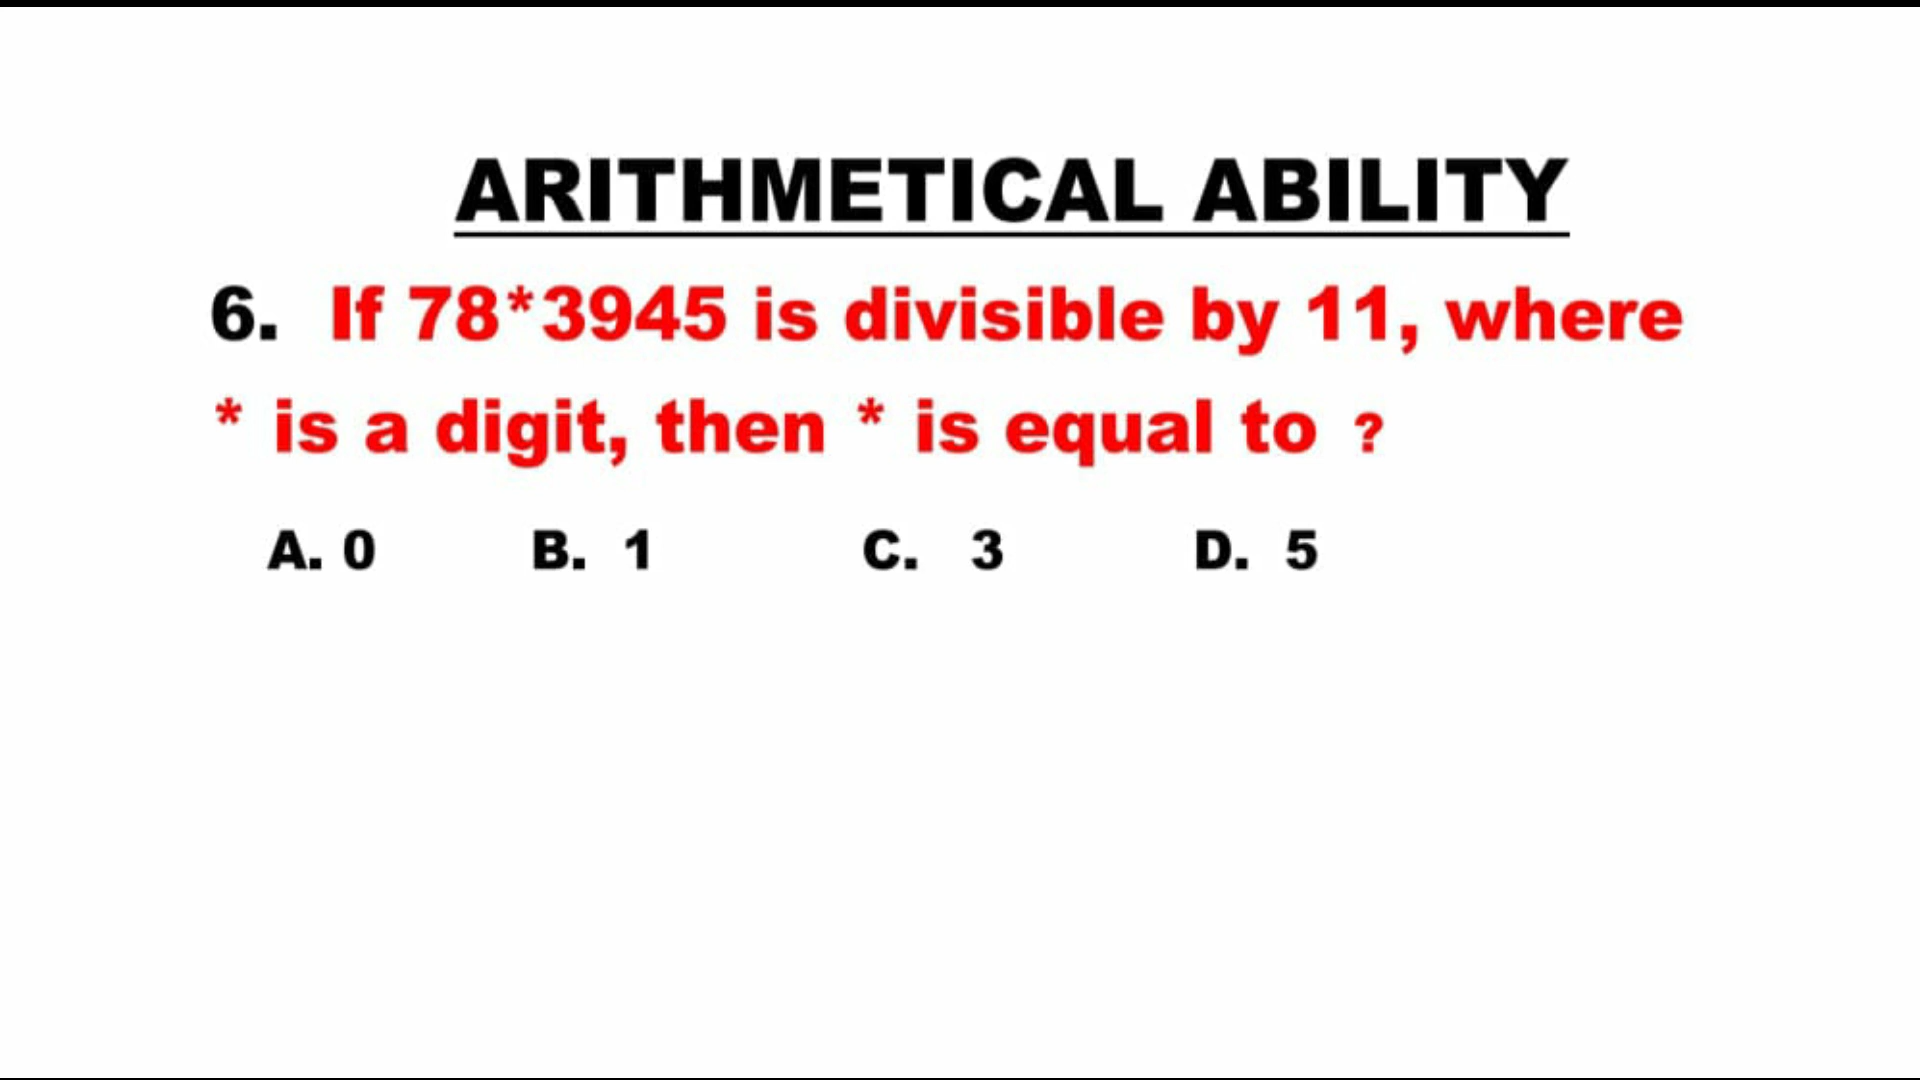 ARITHMETICAL ABILITY
6. If 78*3945 is divisible by 11, where
* is a digit, then * is equal to ?
A. 0 B. 1 C. 3 D. 5